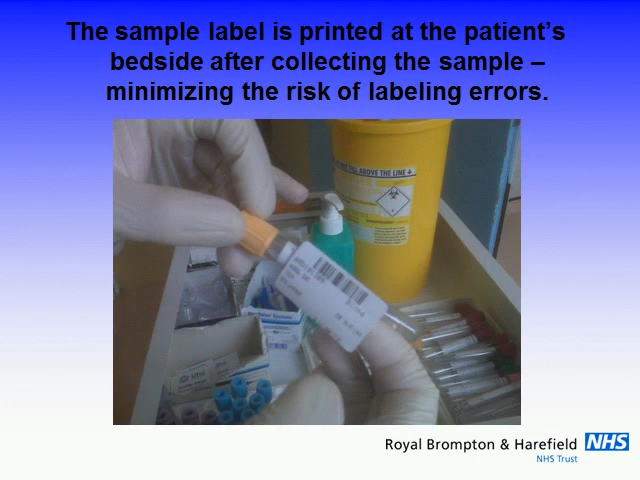 The sample label is printed at the patient’s
bedside after collecting the sample –
minimizing the risk of labeling errors.
FILL ABOVE THE LINE
Royal Brompton & Harefield NHS
NHS Trust